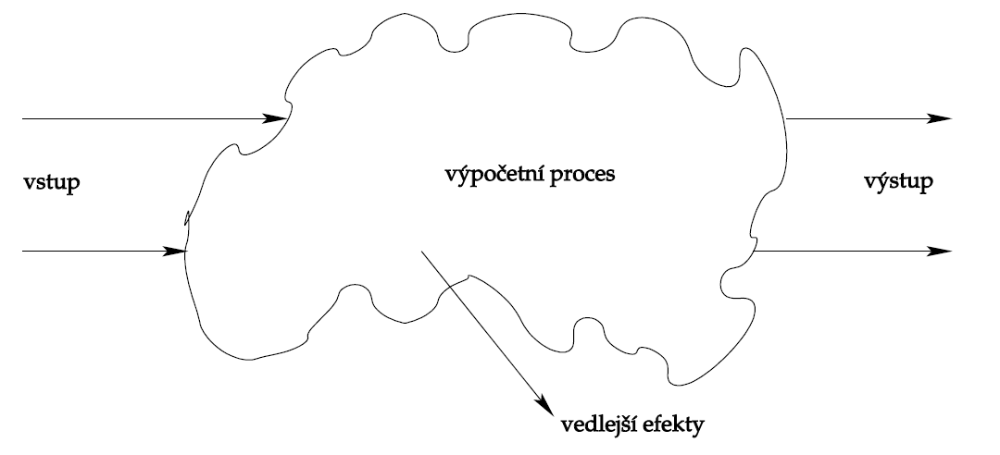 výpočetní proces
vstup
výstup
vedlejší efekty